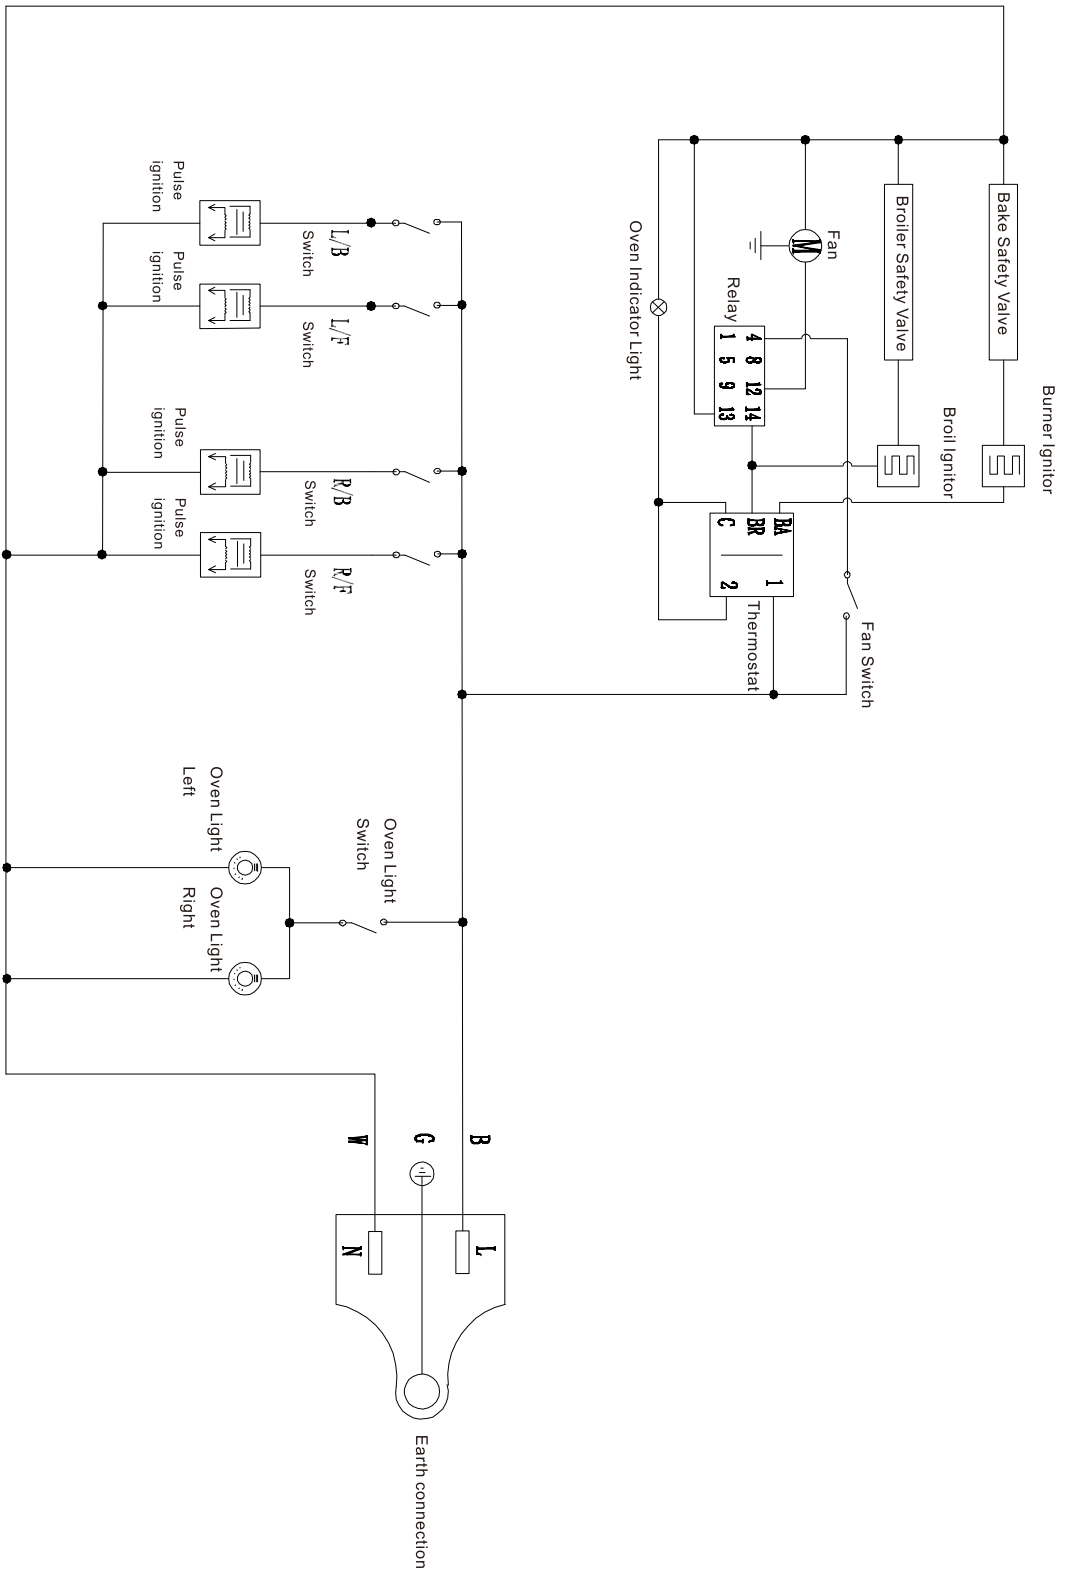 Burner Ignitor
Bake Safety Valve
Broil Ignitor
Broiler Safety Valve
Fan Switch
Fan
M
4 8 12 14
1 5 9 13
Relay
BA
BR
C
1
2
Thermostat
Oven Indicator Light
B
L
G
Earth connection
W
N
Oven Light
Switch
L/B
Switch
L/F
Switch
R/B
Switch
R/F
Switch
Oven Light
Left
Oven Light
Right
Pulse
ignition
Pulse
ignition
Pulse
ignition
Pulse
ignition